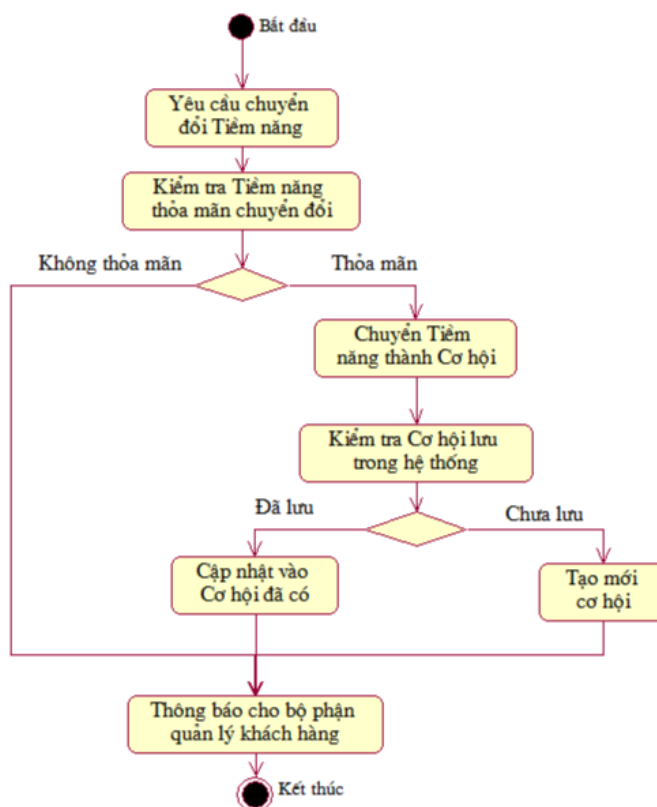 Bắt đầu
Yêu cầu chuyển
đổi Tiềm năng
Kiểm tra Tiềm năng
thỏa mãn chuyển đổi
Không thỏa mãn
Thỏa mãn
Chuyển Tiềm
năng thành Cơ hội
Kiểm tra Cơ hội lưu
trong hệ thống
Đã lưu
Chưa lưu
Cập nhật vào
Cơ hội đã có
Tạo mới
cơ hội
Thông báo cho bộ phận
quản lý khách hàng
Kết thúc